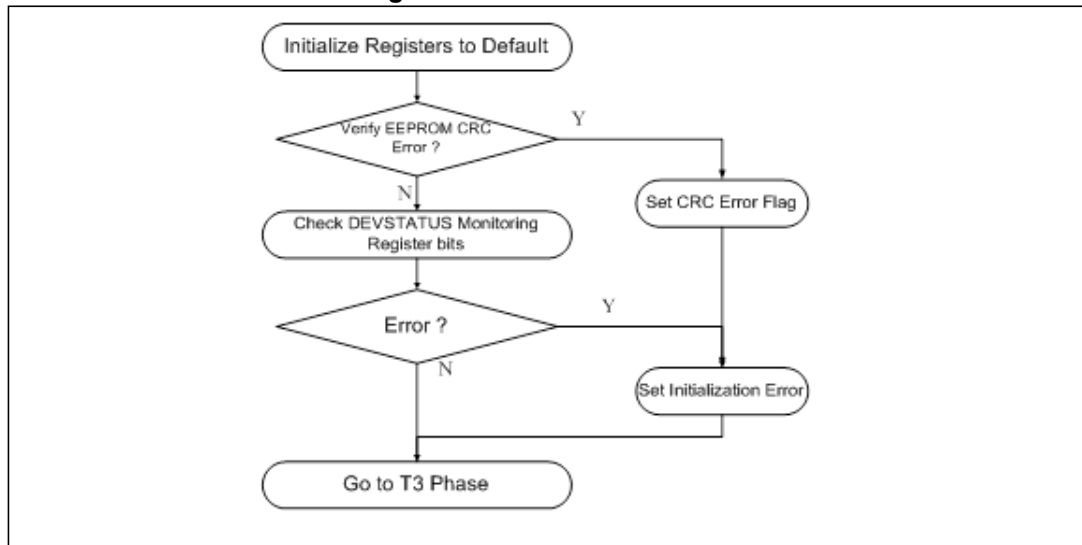 Initialize Registers to Default
Verify EEPROM CRC
Error ?
Y
N
Set CRC Error Flag
Check DEVSTATUS Monitoring
Register bits
Error ?
Y
N
Set Initialization Error
Go to T3 Phase